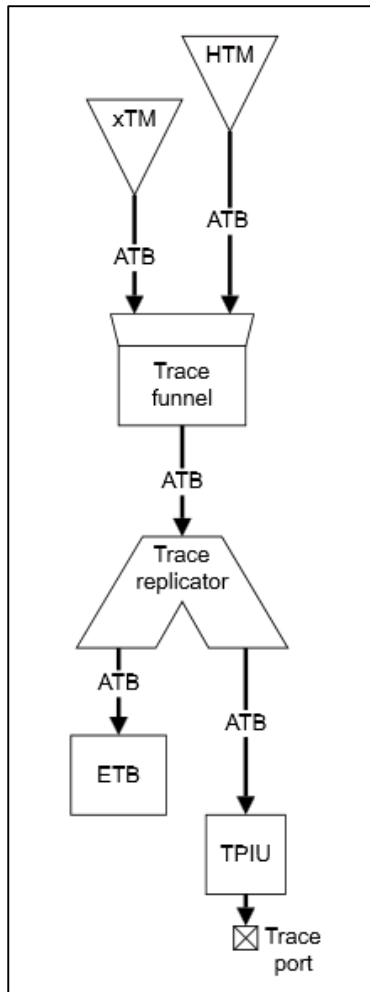 HTM
xTM
ATB
ATB
Trace
funnel
ATB
Trace
replicator
ATB
ATB
ETB
TPIU
Trace
port